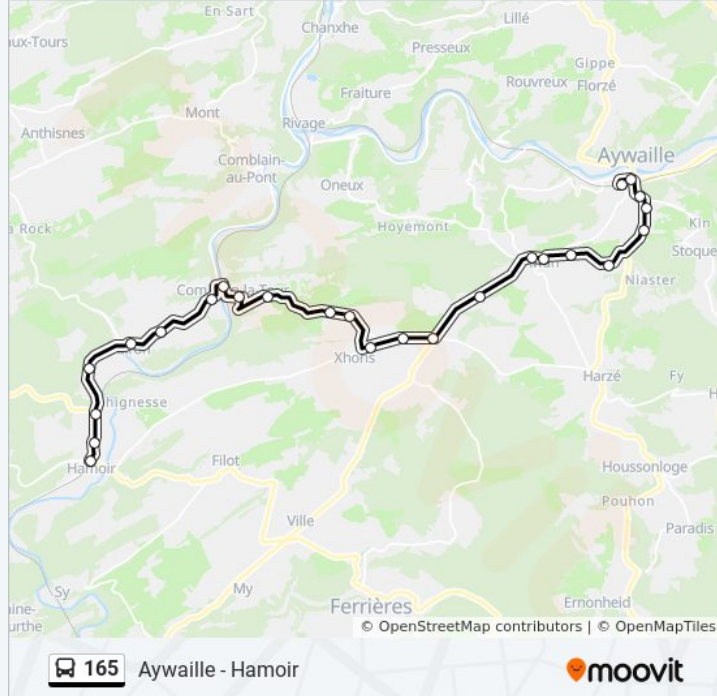 En Sart
Lillé
Chanxhe
aux-Tours
Presseux
Gippe
Rouvreux
Florzé
Fraiture
Mont
Rivage
Anthisnes
Aywaille
Comblain-
au-Pont
Oneux
Kin
a Rock
Hoyemont
Stoque
Niaster
Xhoris
Harzé
Fy
Hamoir
Filot
Houssonloge
Pouhon
Ville
Paradis
Sy
My
Ferrières
Ernonheid
aine-
urthe
© OpenStreetMap contributors | © OpenMapTiles
165 Aywaille - Hamoir
moovit